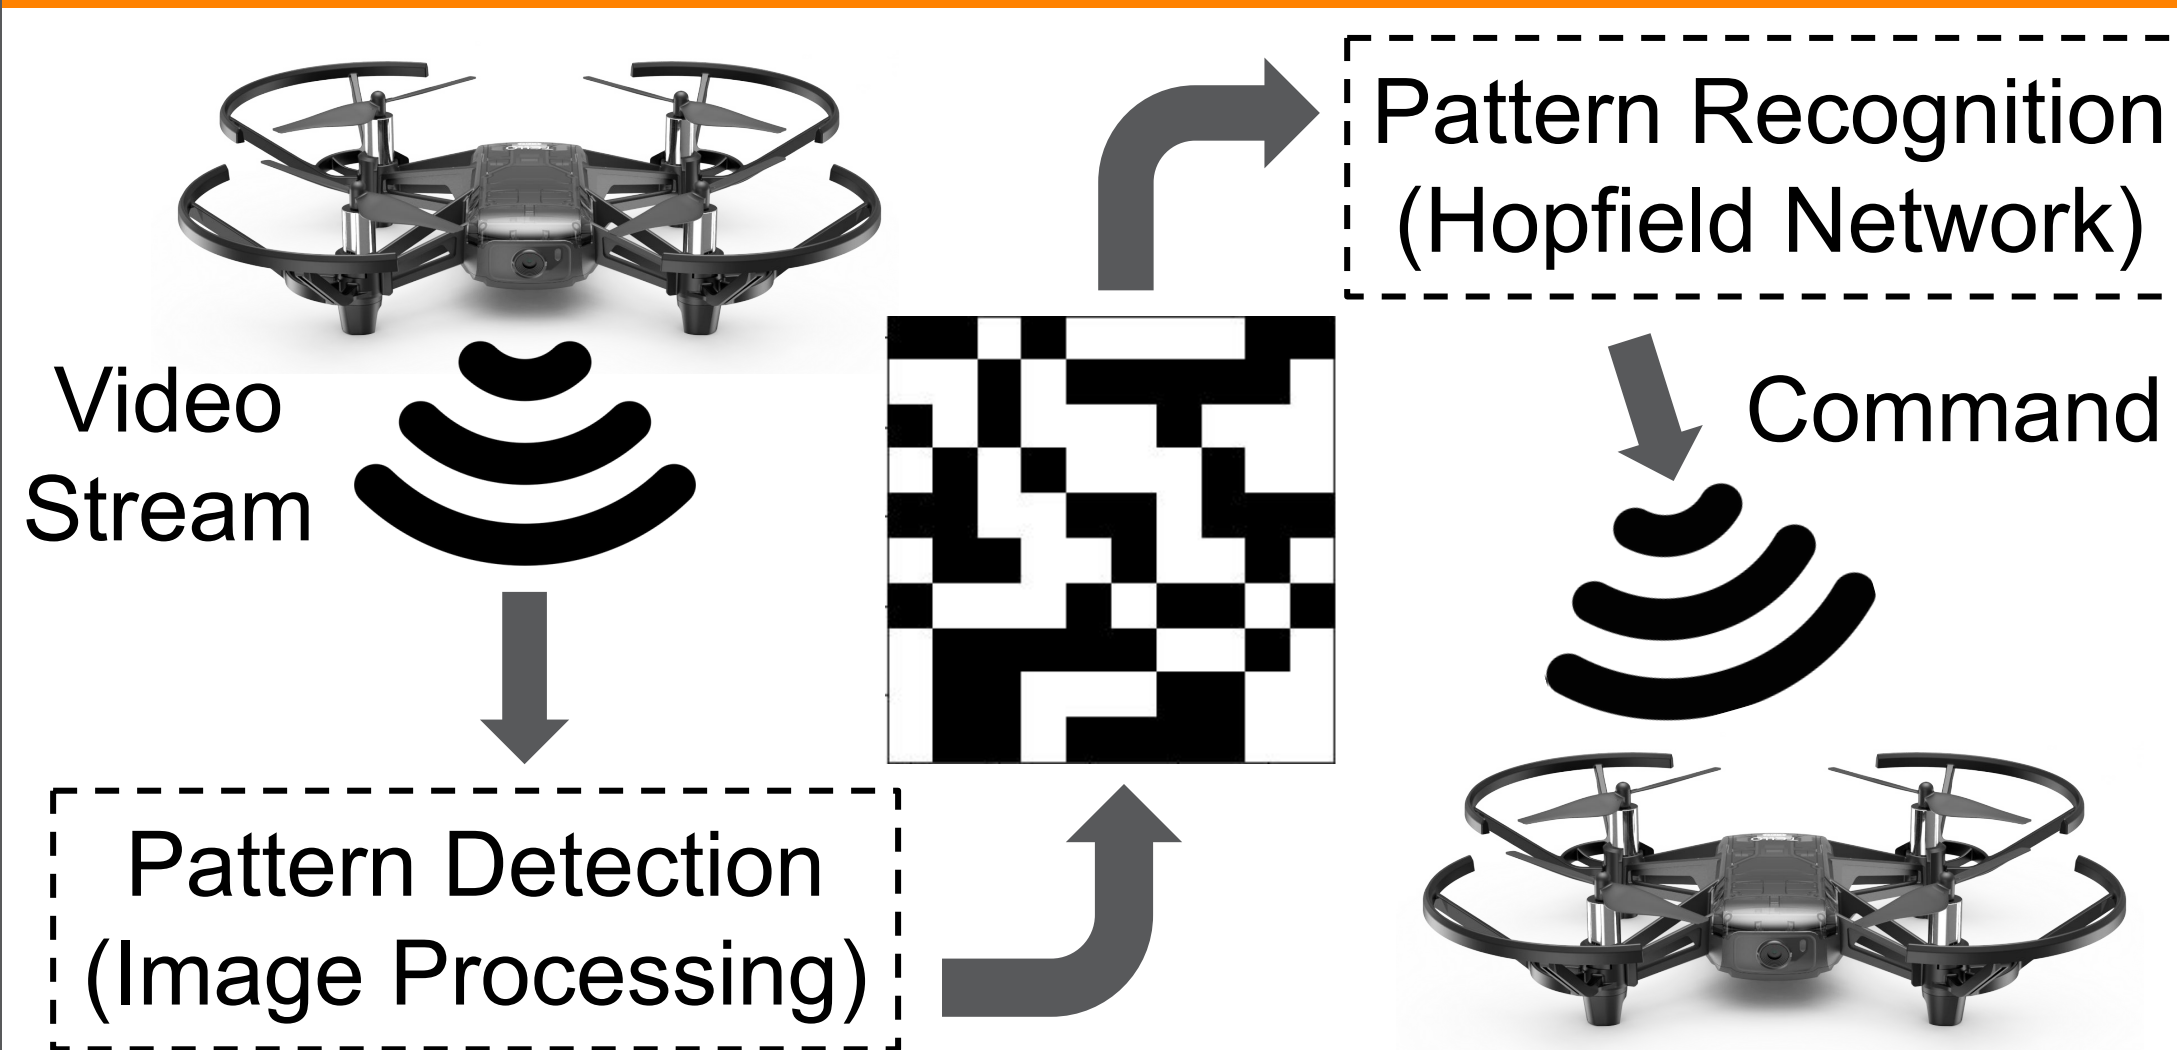 Video
Stream
Pattern Detection
(Image Processing)
Pattern Recognition
(Hopfield Network)
Command